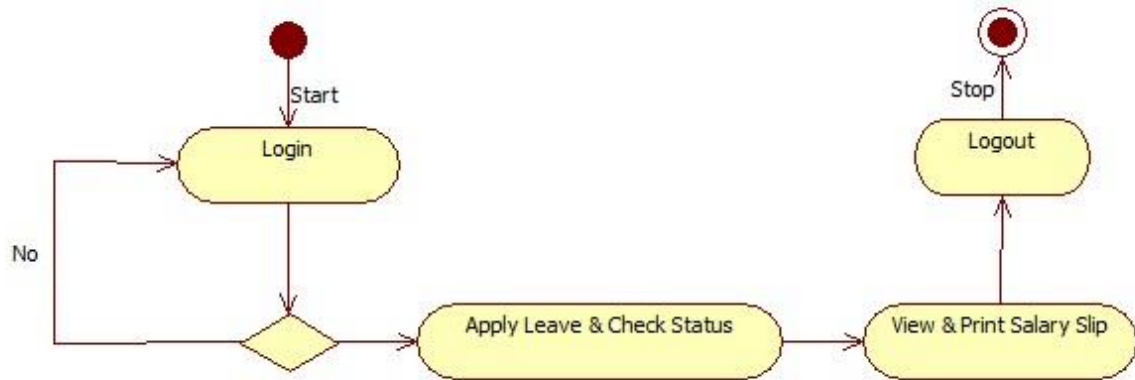 Start
Login
No
Apply Leave & Check Status
View & Print Salary Slip
Logout
Stop